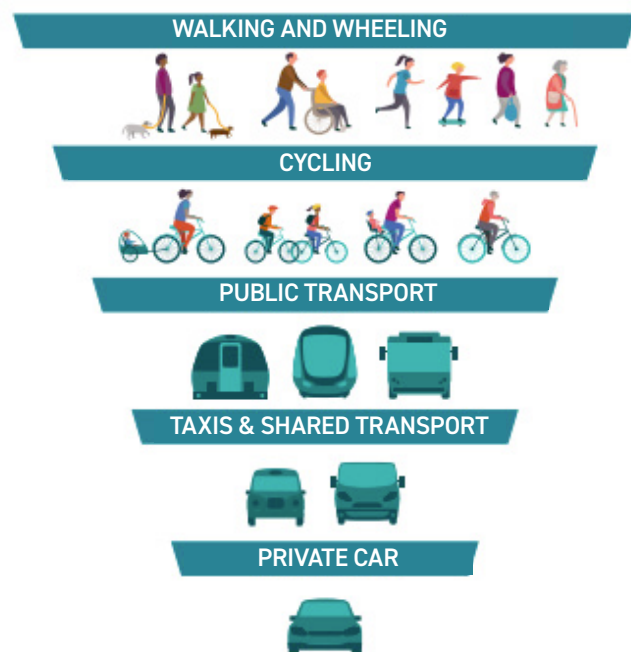 WALKING AND WHEELING
CYCLING
PUBLIC TRANSPORT
TAXIS & SHARED TRANSPORT
PRIVATE CAR